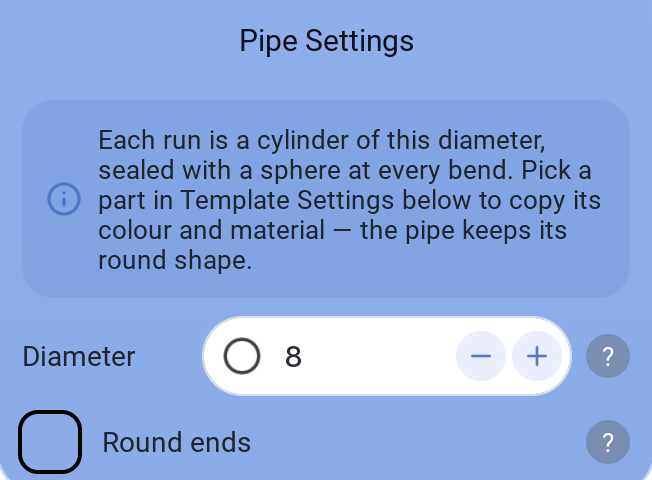 Pipe Settings
Each run is a cylinder of this diameter,
sealed with a sphere at every bend. Pick a
part in Template Settings below to copy its
colour and material — the pipe keeps its
round shape.
Diameter 8 − + ?
Round ends ?